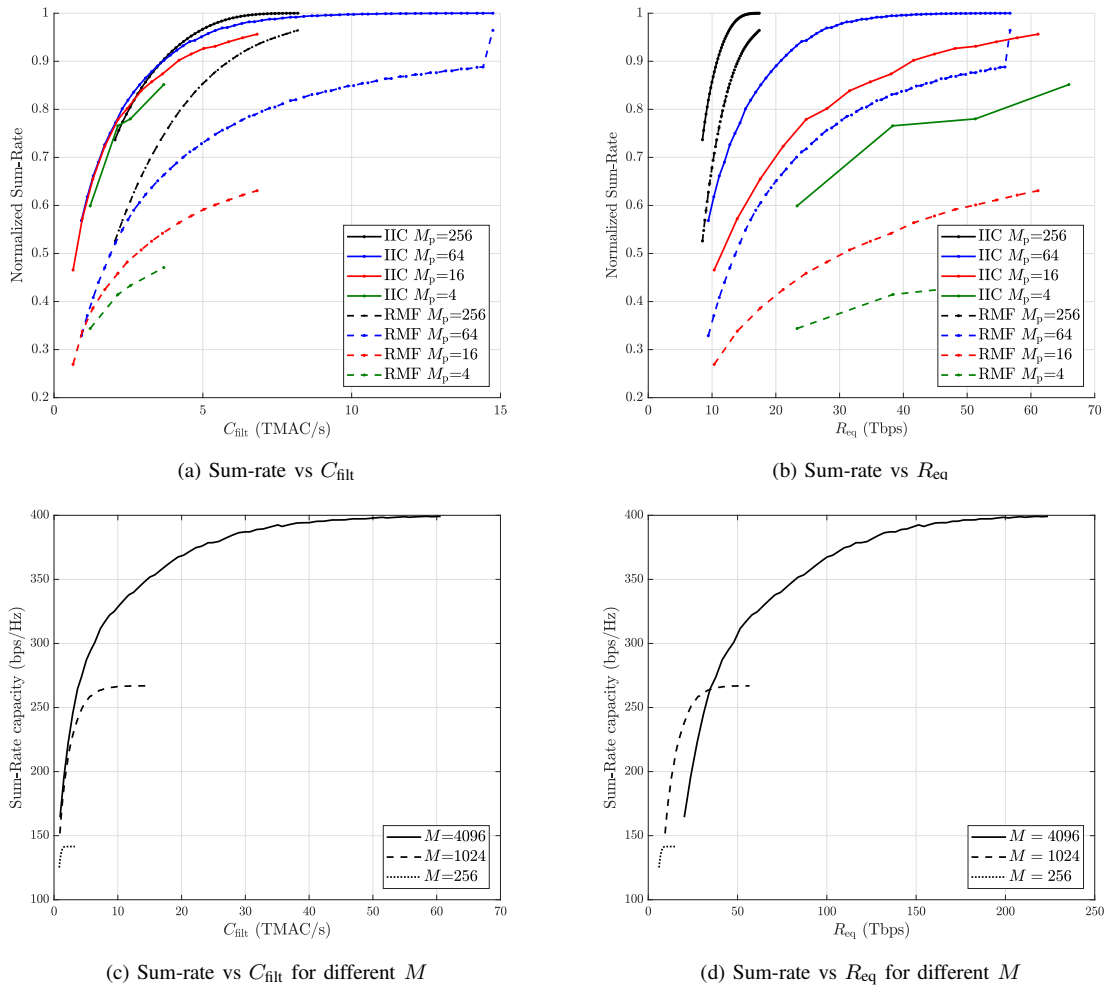 1
0.9
0.8
0.7
0.6
0.5
0.4
0.3
0.2
Normalized Sum-Rate
IIC M_p=256
IIC M_p=64
IIC M_p=16
IIC M_p=4
RMF M_p=256
RMF M_p=64
RMF M_p=16
RMF M_p=4
0 5 10 15
C_filt (TMAC/s)
(a) Sum-rate vs C_filt
1
0.9
0.8
0.7
0.6
0.5
0.4
0.3
0.2
Normalized Sum-Rate
IIC M_p=256
IIC M_p=64
IIC M_p=16
IIC M_p=4
RMF M_p=256
RMF M_p=64
RMF M_p=16
RMF M_p=4
0 10 20 30 40 50 60 70
R_eq (Tbps)
(b) Sum-rate vs R_eq
400
350
300
250
200
150
100
Sum-Rate capacity (bps/Hz)
M=4096
M=1024
M=256
0 10 20 30 40 50 60 70
C_filt (TMAC/s)
(c) Sum-rate vs C_filt for different M
400
350
300
250
200
150
100
Sum-Rate capacity (bps/Hz)
M = 4096
M = 1024
M = 256
0 50 100 150 200 250
R_eq (Tbps)
(d) Sum-rate vs R_eq for different M